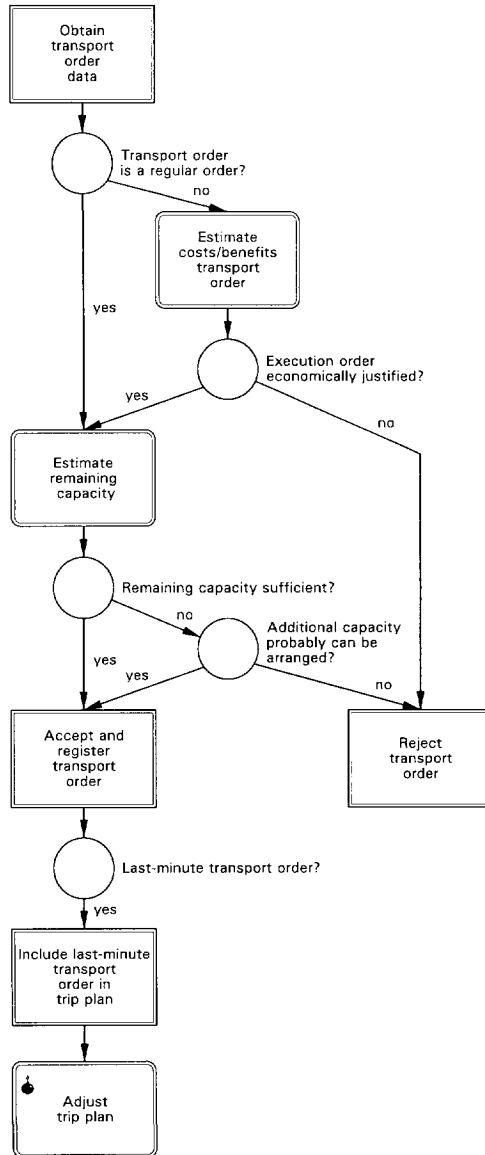 Obtain
transport
order
data
Transport order
is a regular order?
no
Estimate
costs/benefits
transport
order
yes
Execution order
economically justified?
yes
no
Estimate
remaining
capacity
Remaining capacity sufficient?
no
Additional capacity
probably can be
arranged?
yes
yes
no
Accept and
register
transport
order
Reject
transport
order
Last-minute transport order?
yes
Include last-minute
transport
order in
trip plan
Adjust
trip plan